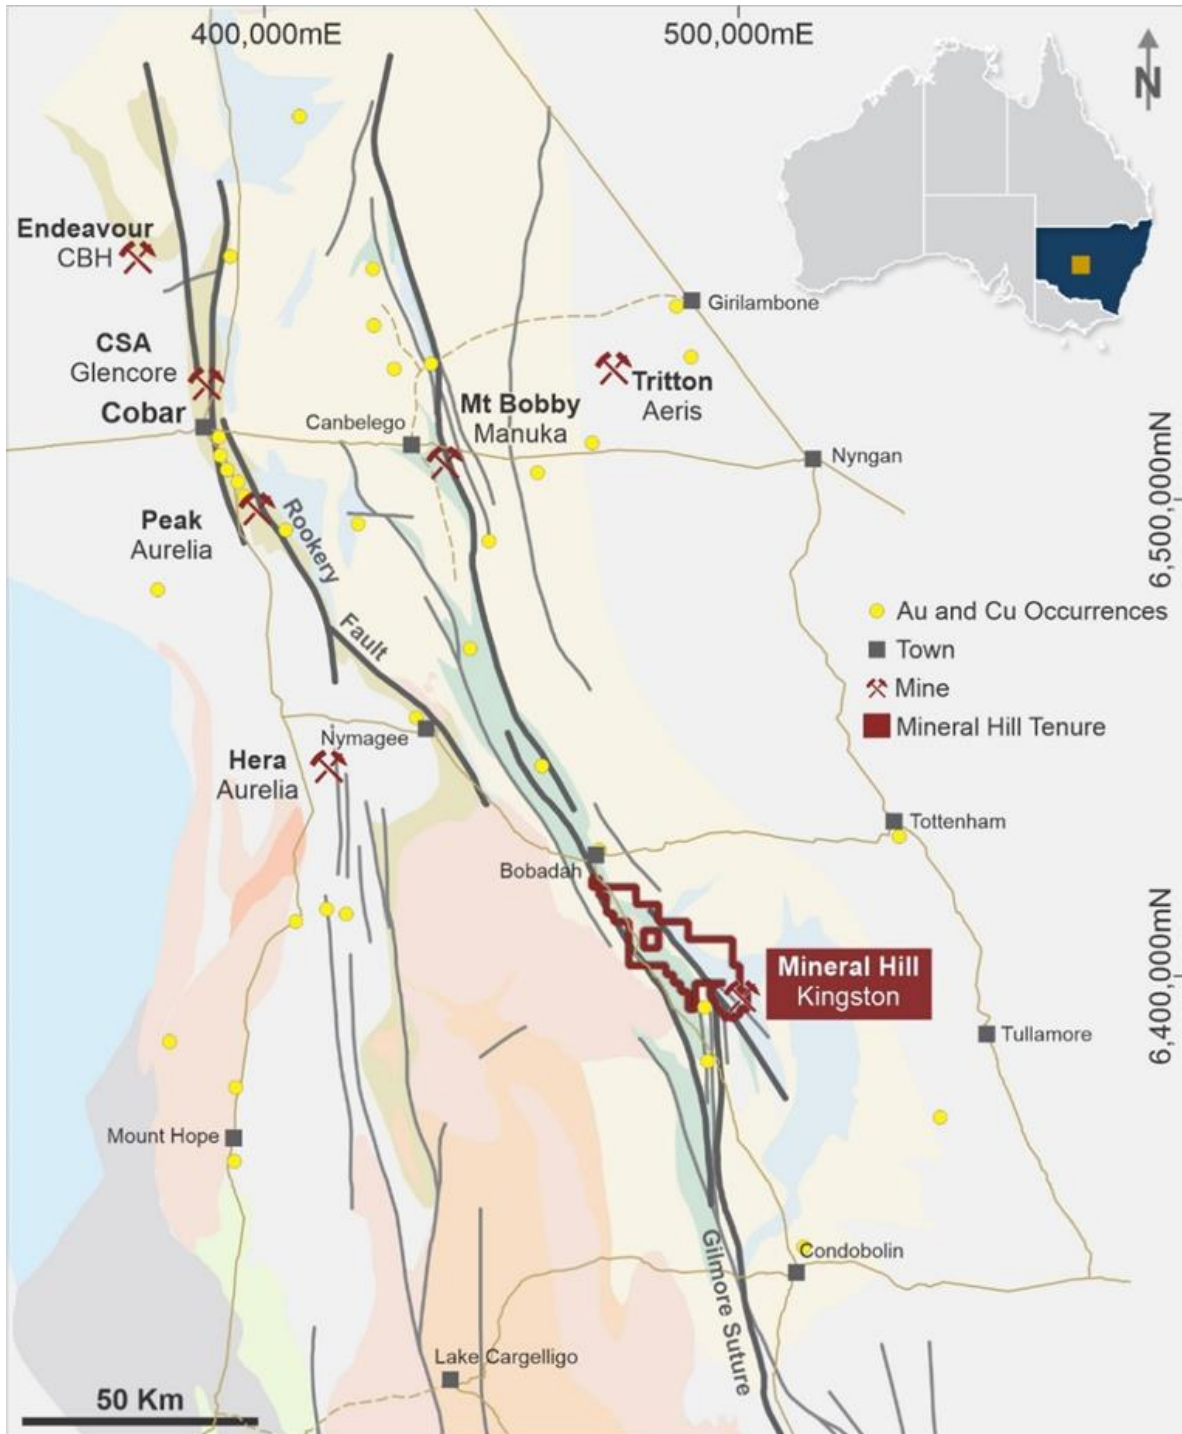 400,000mE
500,000mE
N
Endeavour
CBH
Girilambone
CSA
Glencore
Tritton
Aeris
Cobar
Canbelego
Mt Bobby
Manuka
Nyngan
Peak
Aurelia
Rookery
Fault
6,500,000mN
Au and Cu Occurrences
Town
Mine
Mineral Hill Tenure
Nymagee
Hera
Aurelia
Tottenham
Bobadah
Mineral Hill
Kingston
6,400,000mN
Tullamore
Mount Hope
Condobolin
Gilmore Suture
Lake Cargelligo
50 Km